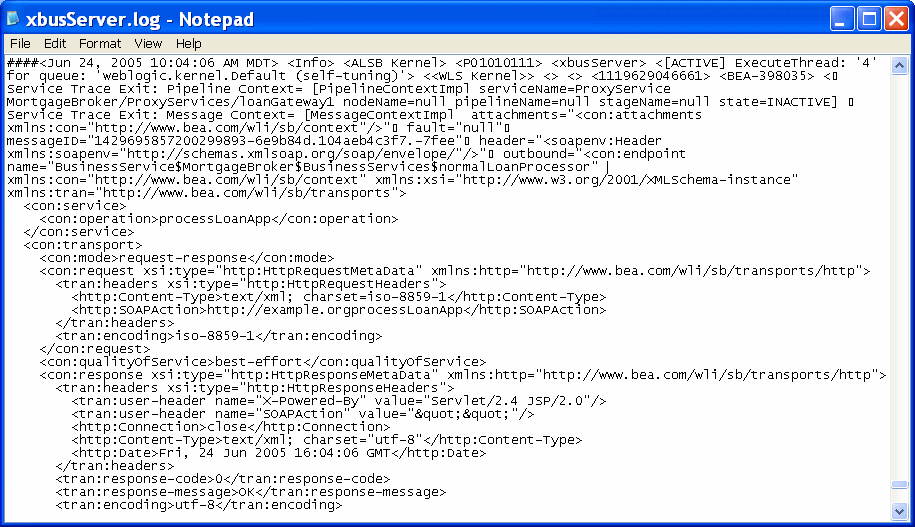 xbusServer.log - Notepad
File Edit Format View Help
####<Jun 24, 2005 10:04:06 AM MDT> <Info> <ALSB Kernel> <P01010111> <xbusServer> <[ACTIVE] ExecuteThread: '4'
for queue: 'weblogic.kernel.Default (self-tuning)'> <<WLS Kernel>> <> <> <1119629046661> <BEA-398035> <▯
Service Trace Exit: Pipeline Context= [PipelineContextImpl serviceName=ProxyService
MortgageBroker/ProxyServices/loanGateway1 nodeName=null pipelineName=null stageName=null state=INACTIVE] ▯
Service Trace Exit: Message Context= [MessageContextImpl  attachments="<con:attachments
xmlns:con="http://www.bea.com/wli/sb/context"/>"▯ fault="null"▯
messageID="1429695857200299893-6e9b84d.104aeb4c3f7.-7fee"▯ header="<soapenv:Header
xmlns:soapenv="http://schemas.xmlsoap.org/soap/envelope/"/>"▯ outbound="<con:endpoint
name="BusinessService$MortgageBroker$BusinessServices$normalLoanProcessor"
xmlns:con="http://www.bea.com/wli/sb/context" xmlns:xsi="http://www.w3.org/2001/XMLSchema-instance"
xmlns:tran="http://www.bea.com/wli/sb/transports">
  <con:service>
    <con:operation>processLoanApp</con:operation>
  </con:service>
  <con:transport>
    <con:mode>request-response</con:mode>
    <con:request xsi:type="http:HttpRequestMetaData" xmlns:http="http://www.bea.com/wli/sb/transports/http">
      <tran:headers xsi:type="http:HttpRequestHeaders">
        <http:Content-Type>text/xml; charset=iso-8859-1</http:Content-Type>
        <http:SOAPAction>http://example.orgprocessLoanApp</http:SOAPAction>
      </tran:headers>
      <tran:encoding>iso-8859-1</tran:encoding>
    </con:request>
    <con:qualityOfService>best-effort</con:qualityOfService>
    <con:response xsi:type="http:HttpResponseMetaData" xmlns:http="http://www.bea.com/wli/sb/transports/http">
      <tran:headers xsi:type="http:HttpResponseHeaders">
        <tran:user-header name="X-Powered-By" value="Servlet/2.4 JSP/2.0"/>
        <tran:user-header name="SOAPAction" value="&quot;&quot;"/>
        <http:Connection>close</http:Connection>
        <http:Content-Type>text/xml; charset="utf-8"</http:Content-Type>
        <http:Date>Fri, 24 Jun 2005 16:04:06 GMT</http:Date>
      </tran:headers>
      <tran:response-code>0</tran:response-code>
      <tran:response-message>OK</tran:response-message>
      <tran:encoding>utf-8</tran:encoding>